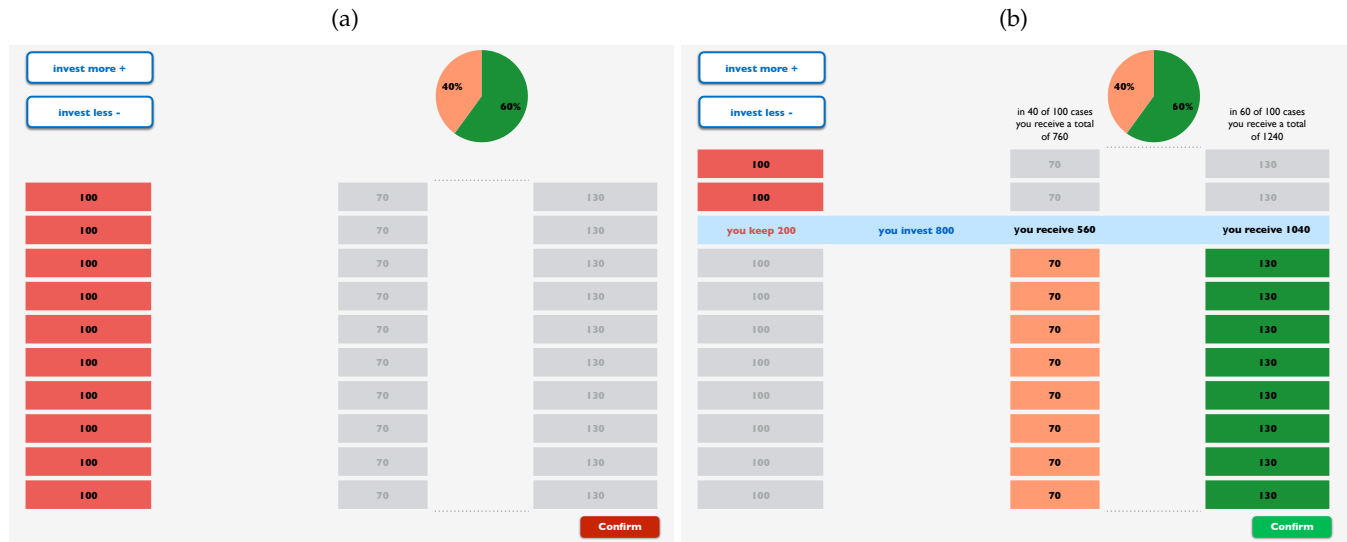 (a)
invest more +
invest less -
40%
60%
100 70 130
100 70 130
100 70 130
100 70 130
100 70 130
100 70 130
100 70 130
100 70 130
100 70 130
100 70 130
Confirm
(b)
invest more +
invest less -
40%
60%
in 40 of 100 cases
you receive a total
of 760
in 60 of 100 cases
you receive a total
of 1240
100 70 130
100 70 130
you keep 200 you invest 800 you receive 560 you receive 1040
100 70 130
100 70 130
100 70 130
100 70 130
100 70 130
100 70 130
100 70 130
100 70 130
Confirm